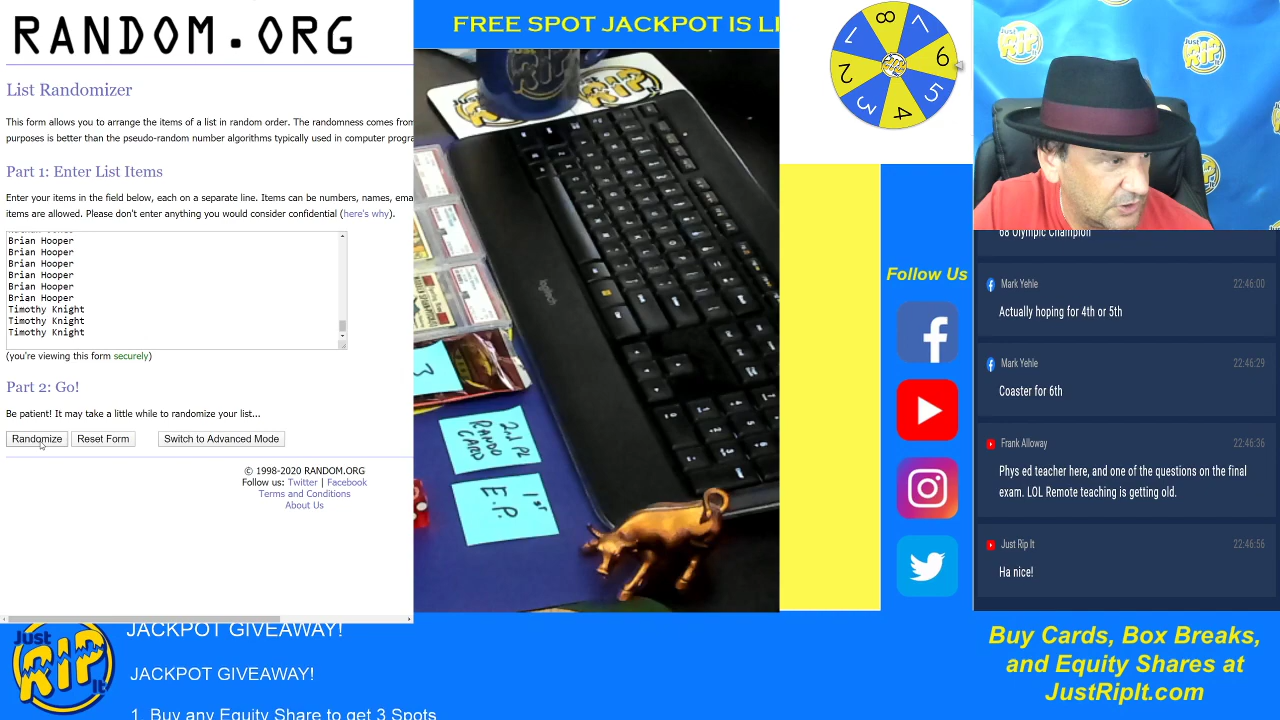 RANDOM.ORG
List Randomizer
This form allows you to arrange the items of a list in random order. The randomness comes from
purposes is better than the pseudo-random number algorithms typically used in computer progra
Part 1: Enter List Items
Enter your items in the field below, each on a separate line. Items can be numbers, names, ema
items are allowed. Please don't enter anything you would consider confidential (here's why).
Brian Hooper
Brian Hooper
Brian Hooper
Brian Hooper
Brian Hooper
Brian Hooper
Timothy Knight
Timothy Knight
Timothy Knight
(you're viewing this form securely)
Part 2: Go!
Be patient! It may take a little while to randomize your list...
Randomize Reset Form Switch to Advanced Mode
© 1998-2020 RANDOM.ORG
Follow us: Twitter | Facebook
Terms and Conditions
About Us
FREE SPOT JACKPOT IS LI
RIP
logitech
3
2nd PL
RANDO
CARD
1st
E.P.
8
7
6
5
4
3
2
1
Follow Us
68 Olympic Champion
Mark Yehle 22:46:00
Actually hoping for 4th or 5th
Mark Yehle 22:46:29
Coaster for 6th
Frank Alloway 22:46:36
Phys ed teacher here, and one of the questions on the final
exam. LOL Remote teaching is getting old.
Just Rip It 22:46:56
Ha nice!
Just
RIP
It
JACKPOT GIVEAWAY!
JACKPOT GIVEAWAY!
1. Buy any Equity Share to get 3 Spots
Buy Cards, Box Breaks,
and Equity Shares at
JustRipIt.com